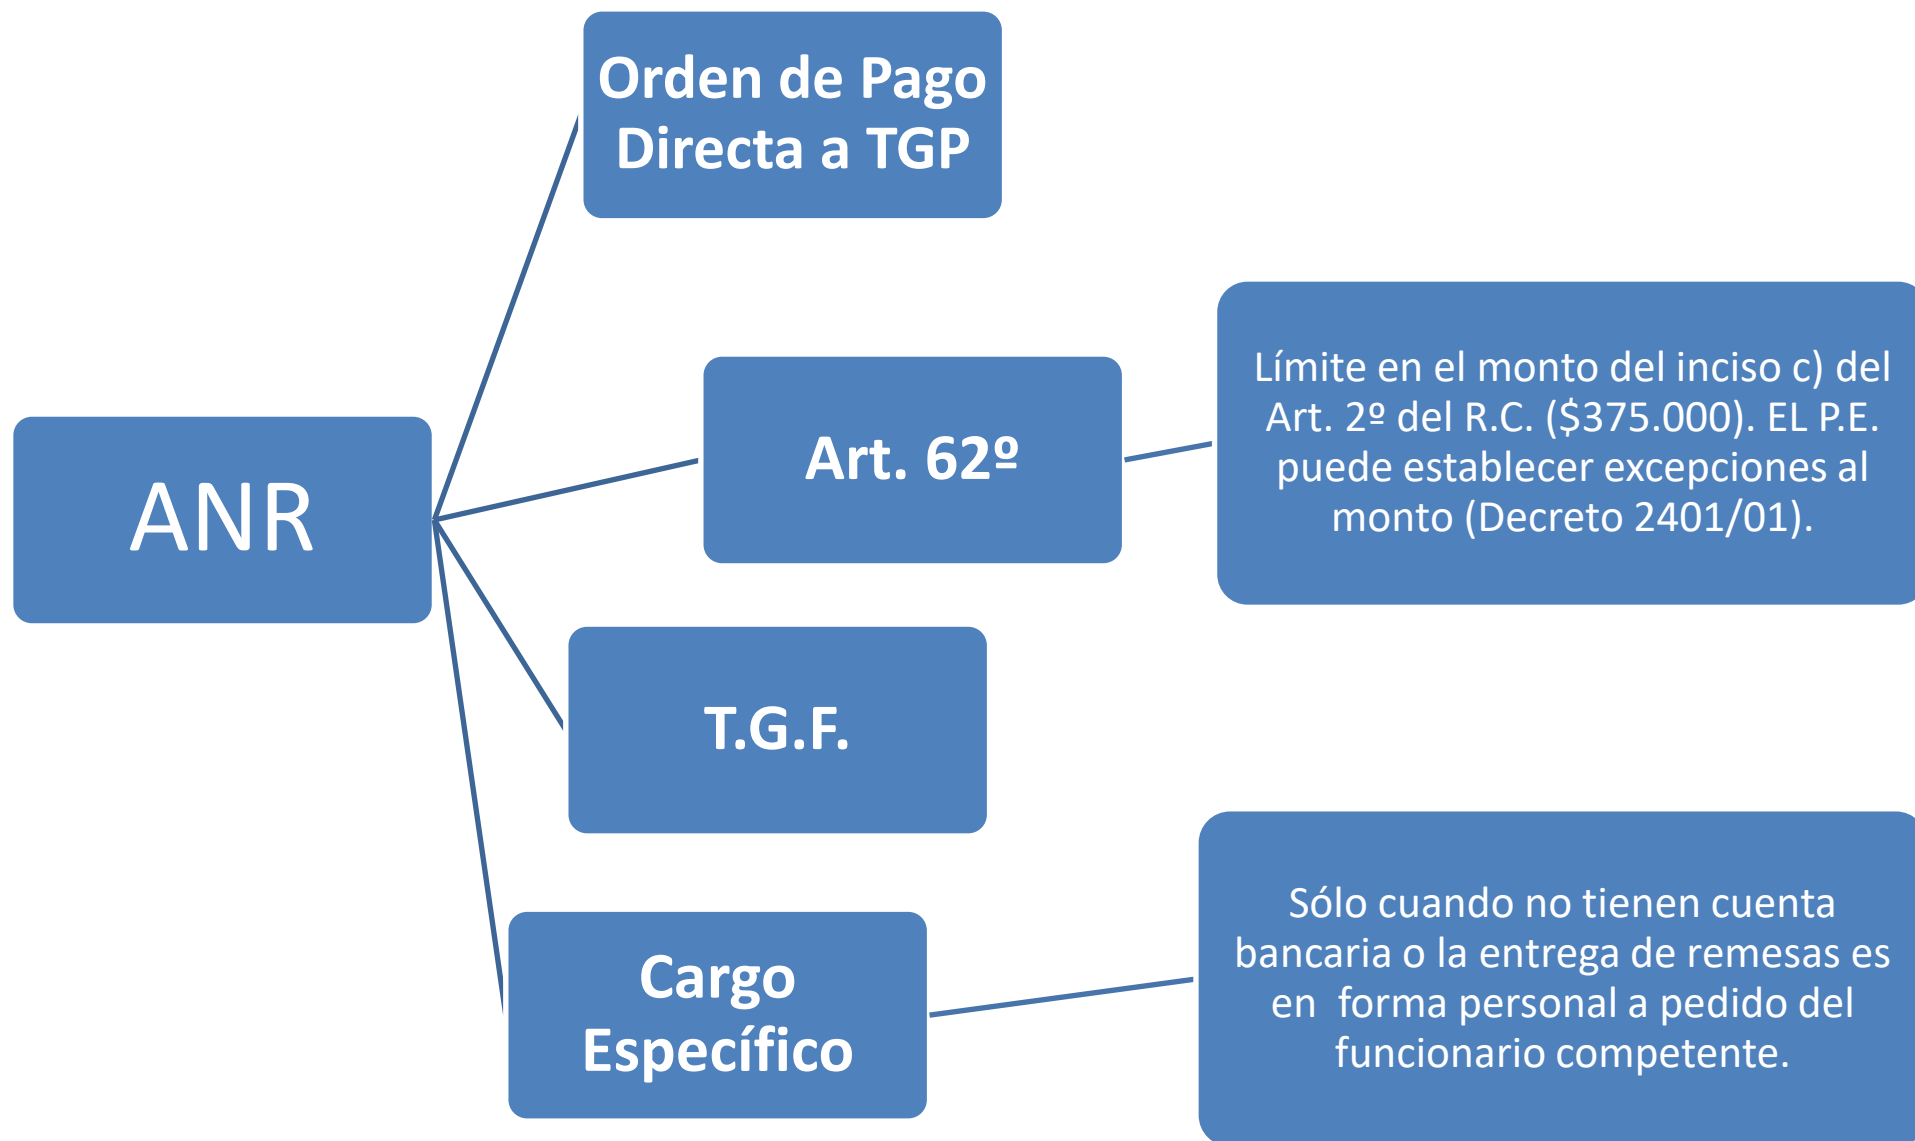 Orden de Pago
Directa a TGP
ANR
Art. 62º
Límite en el monto del inciso c) del
Art. 2º del R.C. ($375.000). EL P.E.
puede establecer excepciones al
monto (Decreto 2401/01).
T.G.F.
Cargo
Específico
Sólo cuando no tienen cuenta
bancaria o la entrega de remesas es
en  forma personal a pedido del
funcionario competente.